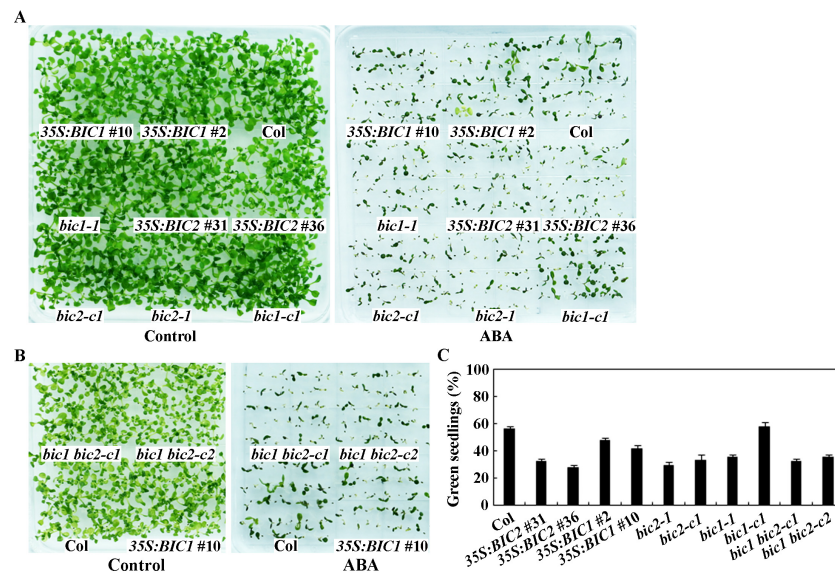 A
35S:BIC1 #10 35S:BIC1 #2 Col
35S:BIC1 #10 35S:BIC1 #2 Col
bic1-1 35S:BIC2 #31 35S:BIC2 #36
bic1-1 35S:BIC2 #31 35S:BIC2 #36
bic2-c1 bic2-1 bic1-c1
bic2-c1 bic2-1 bic1-c1
Control ABA
B
bic1 bic2-c1 bic1 bic2-c2
bic1 bic2-c1 bic1 bic2-c2
Col 35S:BIC1 #10
Col 35S:BIC1 #10
Control ABA
C
Green seedlings (%)
100
80
60
40
20
0
Col
35S:BIC2 #31
35S:BIC2 #36
35S:BIC1 #2
35S:BIC1 #10
bic2-1
bic2-c1
bic1-1
bic1-c1
bic1 bic2-c1
bic1 bic2-c2